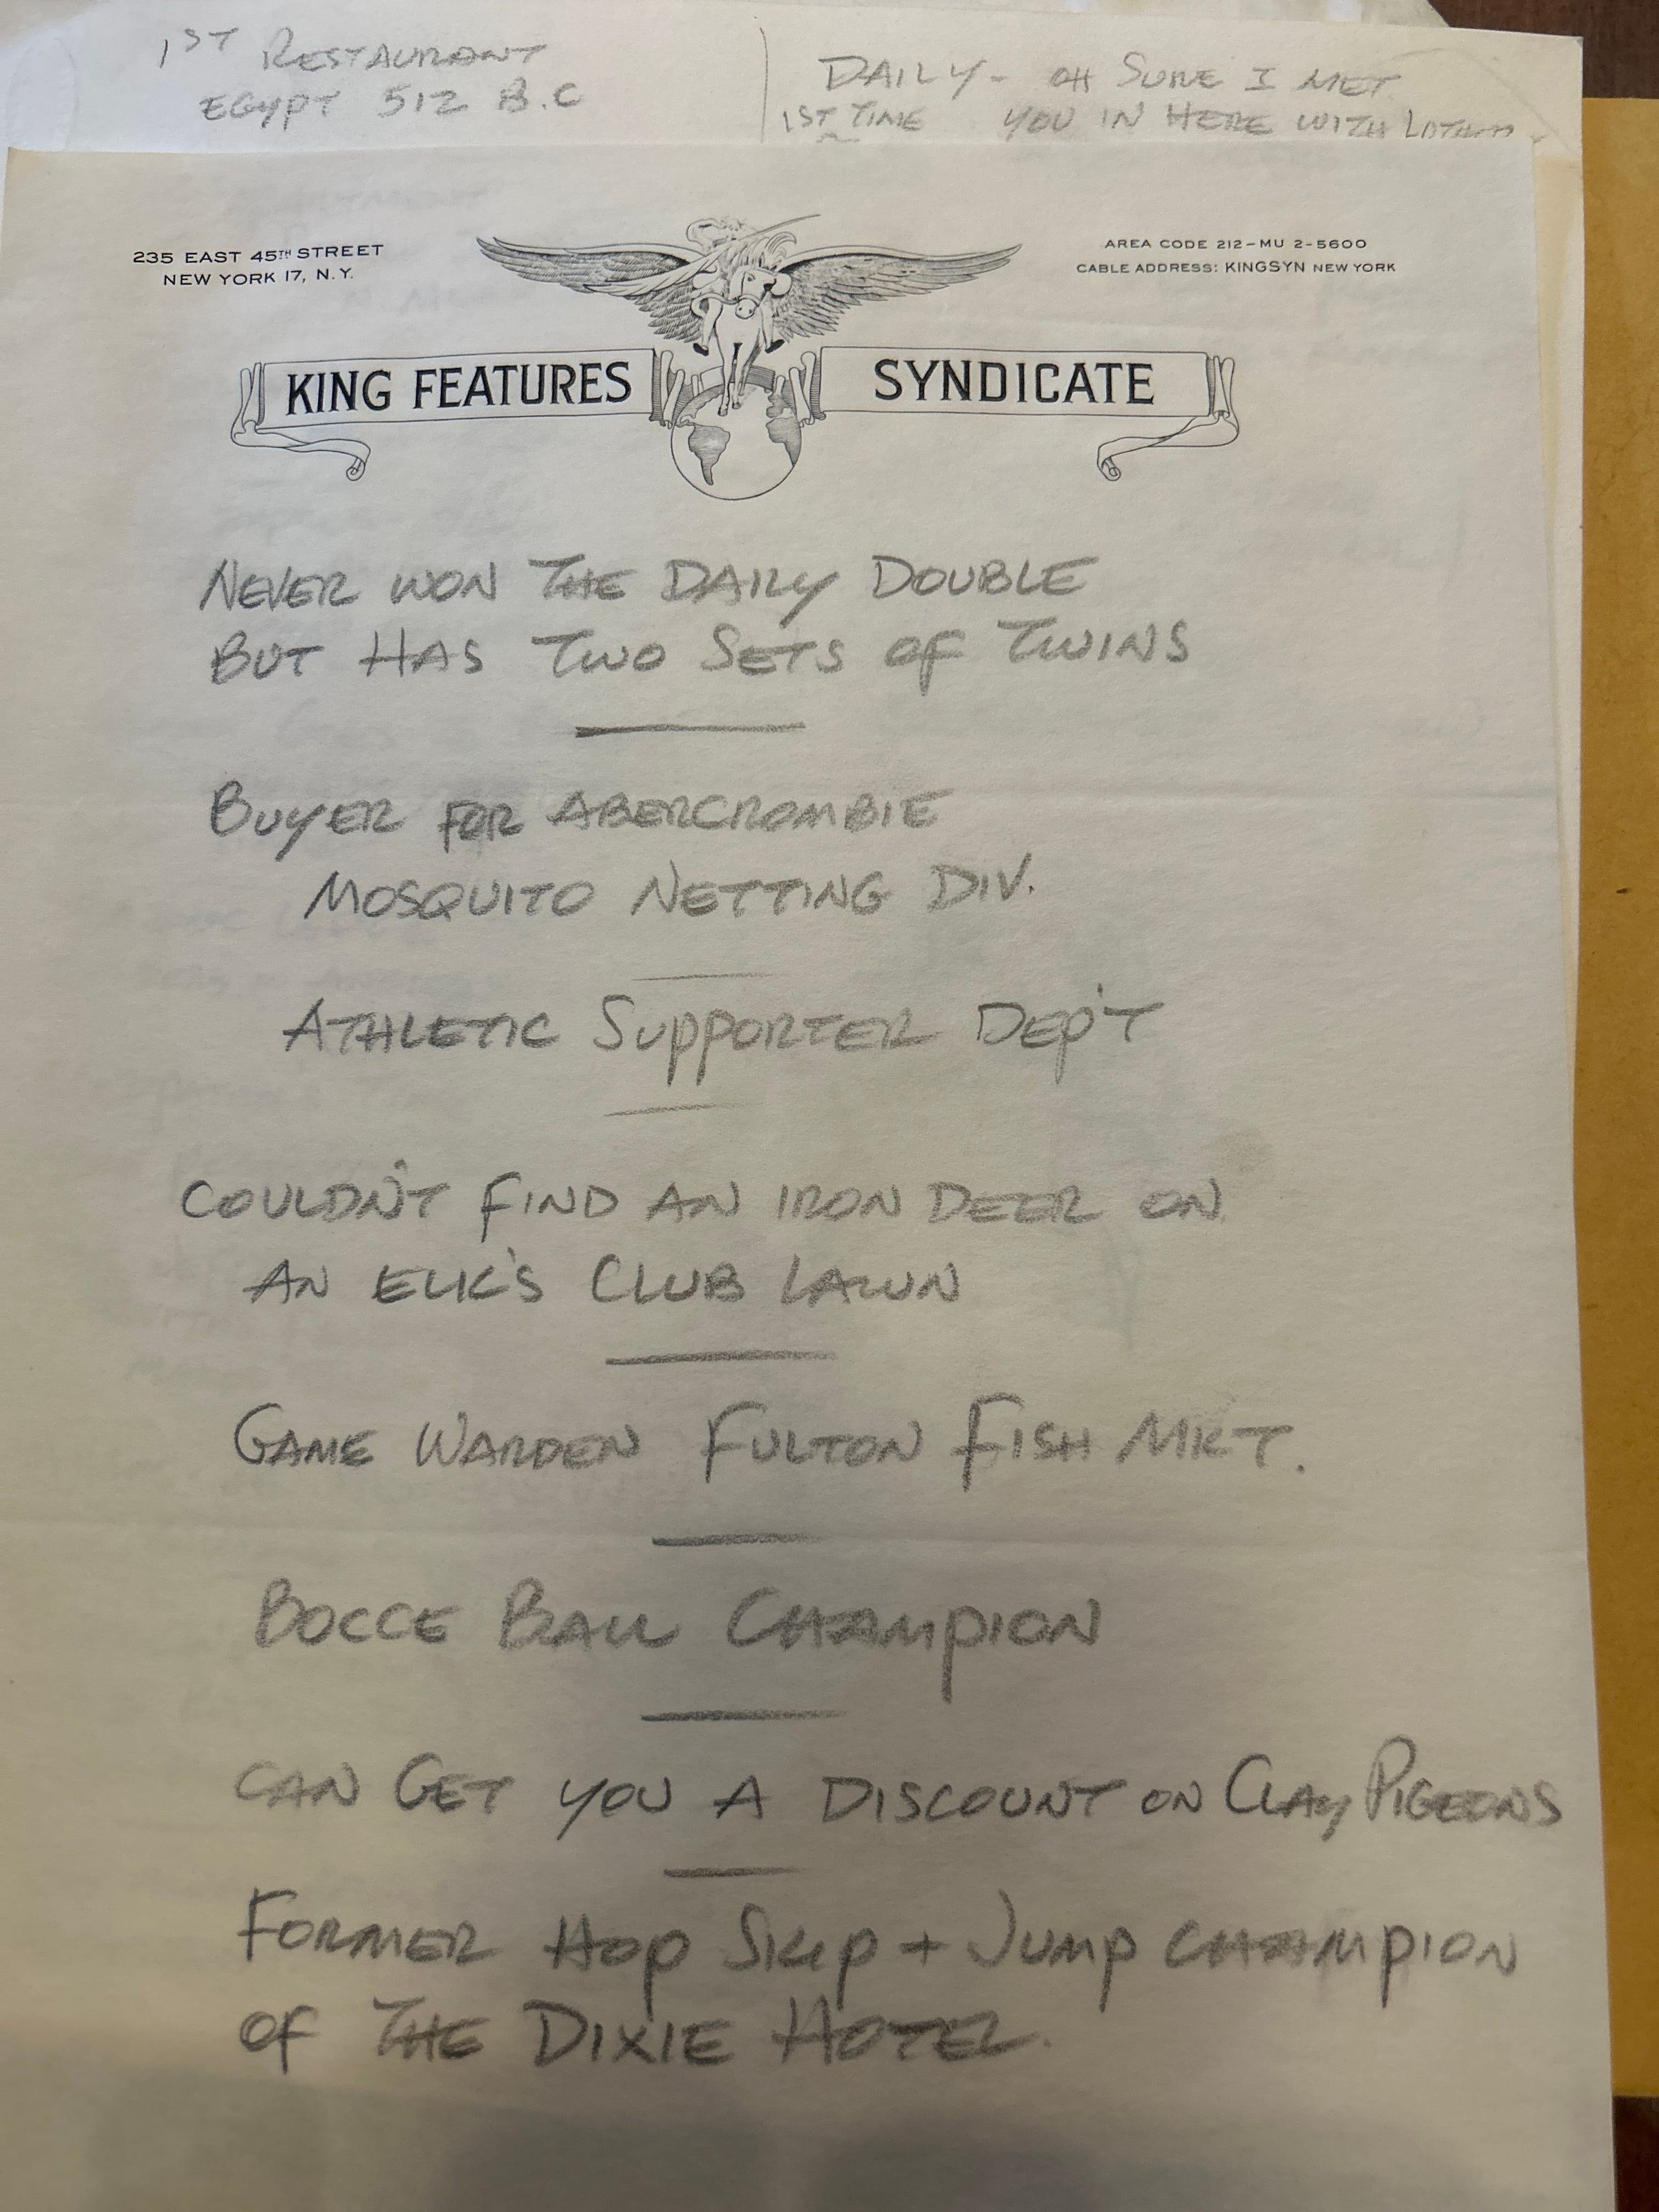 1ST RESTAURANT
EGYPT 512 B.C
DAILY - OH SURE I MET
1ST TIME YOU IN HERE WITH
235 EAST 45TH STREET
NEW YORK 17, N.Y.
AREA CODE 212-MU 2-5600
CABLE ADDRESS: KINGSYN NEW YORK
KING FEATURES SYNDICATE
NEVER WON THE DAILY DOUBLE
BUT HAS TWO SETS OF TWINS
BUYER FOR ABERCROMBIE
MOSQUITO NETTING DIV.
ATHLETIC SUPPORTER DEP'T
COULDN'T FIND AN IRON DEER ON
AN ELK'S CLUB LAWN
GAME WARDEN FULTON FISH MKT.
BOCCE BALL CHAMPION
CAN GET YOU A DISCOUNT ON CLAY PIGEONS
FORMER HOP SKIP + JUMP CHAMPION
OF THE DIXIE HOTEL.